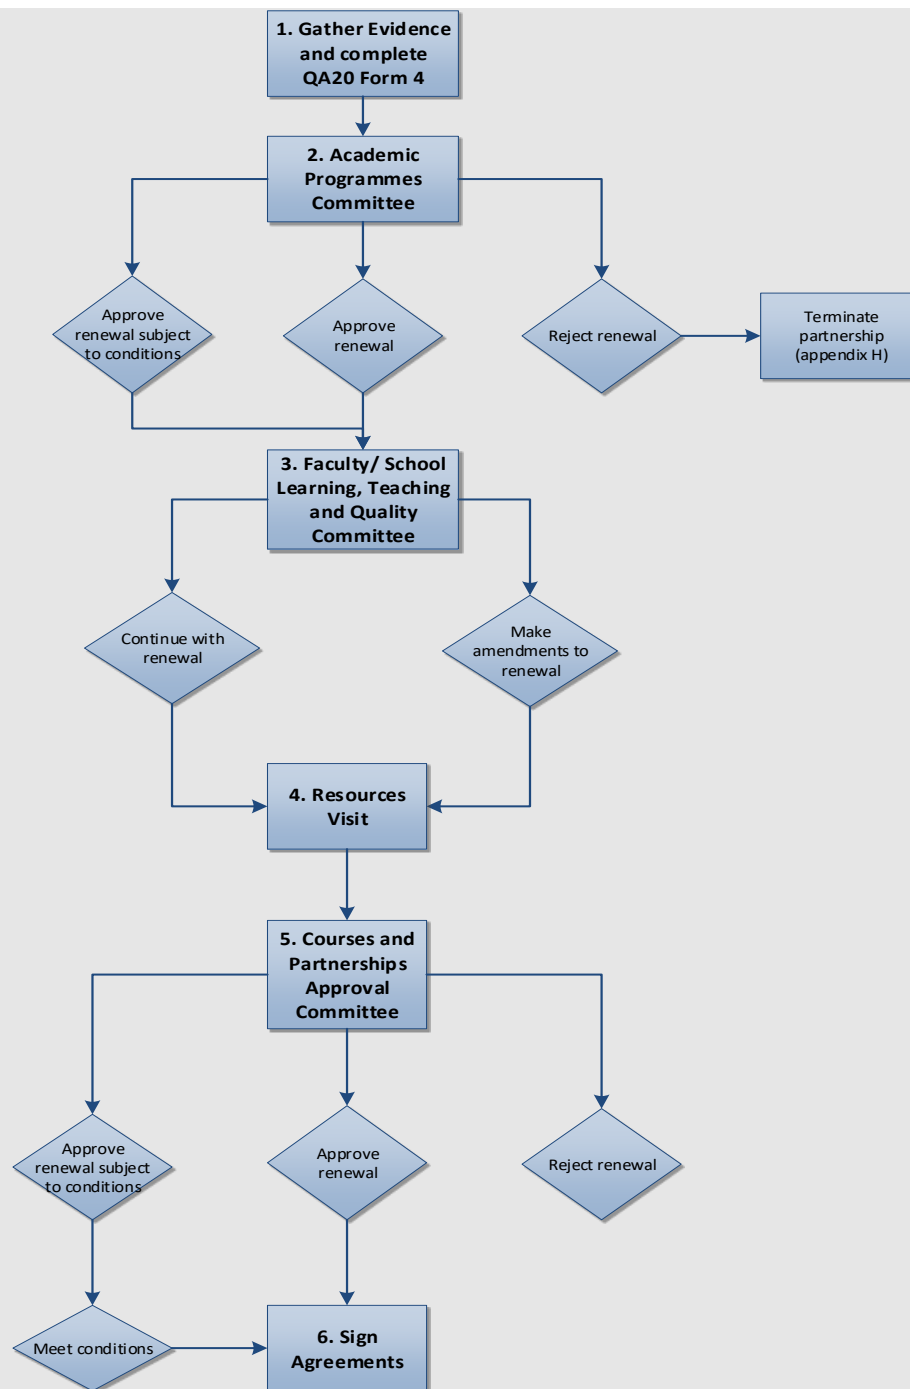 1. Gather Evidence
and complete
QA20 Form 4
2. Academic
Programmes
Committee
Approve
renewal subject
to conditions
Approve
renewal
Reject renewal
Terminate
partnership
(appendix H)
3. Faculty/ School
Learning, Teaching
and Quality
Committee
Continue with
renewal
Make
amendments to
renewal
4. Resources
Visit
5. Courses and
Partnerships
Approval
Committee
Approve
renewal subject
to conditions
Approve
renewal
Reject renewal
Meet conditions
6. Sign
Agreements